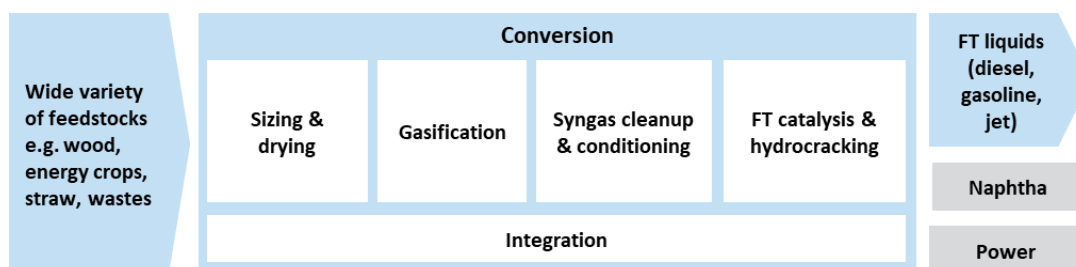 Wide variety
of feedstocks
e.g. wood,
energy crops,
straw, wastes
Conversion
Sizing &
drying
Gasification
Syngas cleanup
& conditioning
FT catalysis &
hydrocracking
Integration
FT liquids
(diesel,
gasoline,
jet)
Naphtha
Power